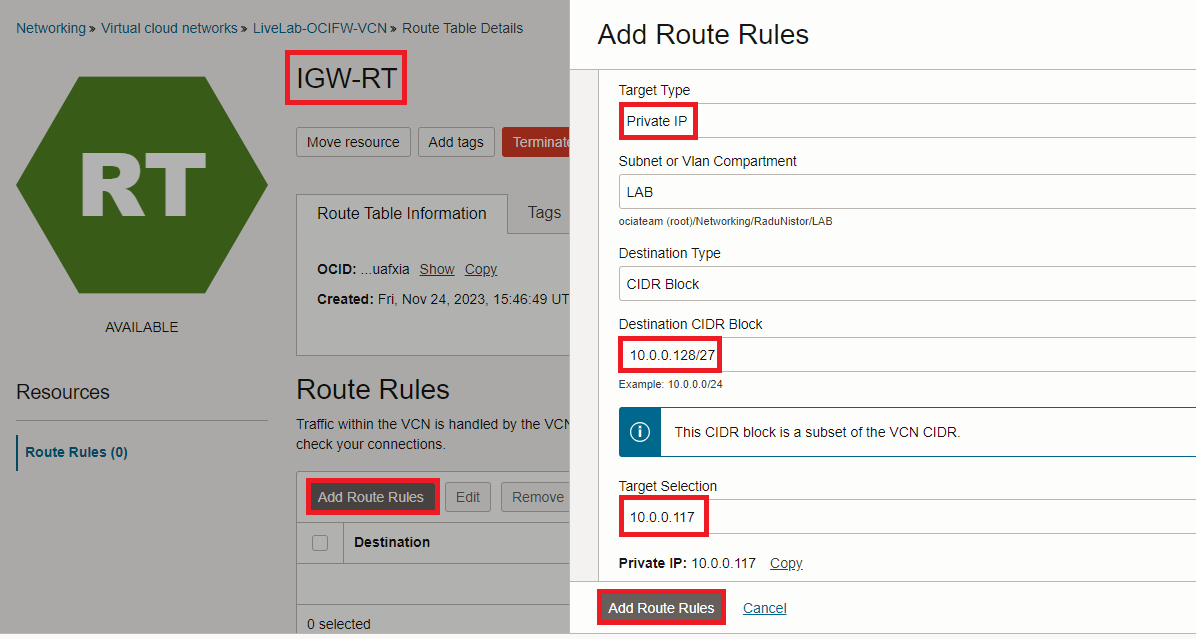 Networking » Virtual cloud networks » LiveLab-OCIFW-VCN » Route Table Details
IGW-RT
RT
AVAILABLE
Move resource
Add tags
Terminate
Route Table Information
Tags
OCID: ...uafxia Show Copy
Created: Fri, Nov 24, 2023, 15:46:49 UT
Resources
Route Rules (0)
Route Rules
Traffic within the VCN is handled by the VCN
check your connections.
Add Route Rules
Edit
Remove
Destination
0 selected
Add Route Rules
Target Type
Private IP
Subnet or Vlan Compartment
LAB
ociateam (root)/Networking/RaduNistor/LAB
Destination Type
CIDR Block
Destination CIDR Block
10.0.0.128/27
Example: 10.0.0.0/24
This CIDR block is a subset of the VCN CIDR.
Target Selection
10.0.0.117
Private IP: 10.0.0.117 Copy
Add Route Rules
Cancel